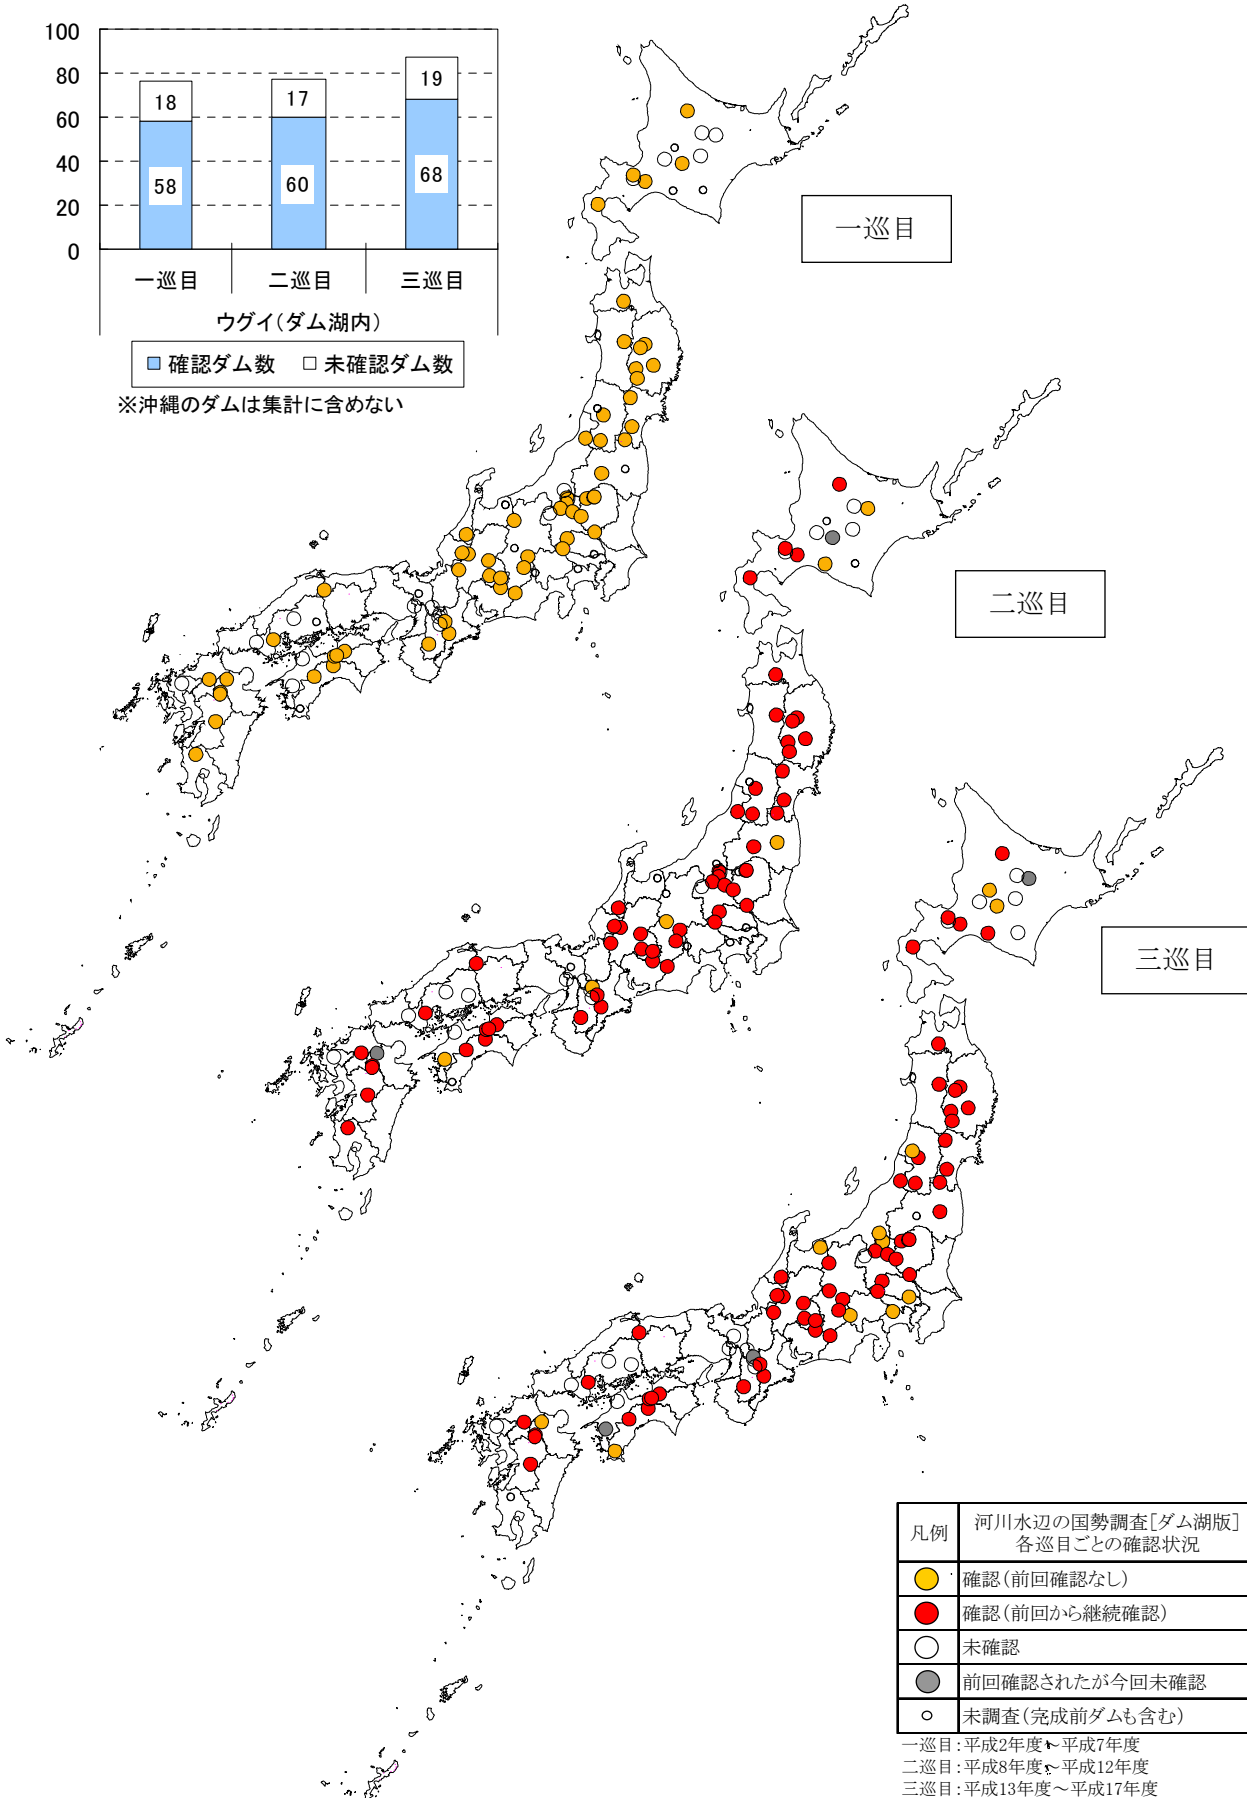 100
80
60
40
20
0
18
17
19
58
60
68
一巡目
二巡目
三巡目
ウグイ(ダム湖内)
確認ダム数
未確認ダム数
※沖縄のダムは集計に含めない
一巡目
二巡目
三巡目
凡例
河川水辺の国勢調査[ダム湖版]
各巡目ごとの確認状況
確認(前回確認なし)
確認(前回から継続確認)
未確認
前回確認されたが今回未確認
未調査(完成前ダムも含む)
一巡目:平成2年度~平成7年度
二巡目:平成8年度~平成12年度
三巡目:平成13年度~平成17年度